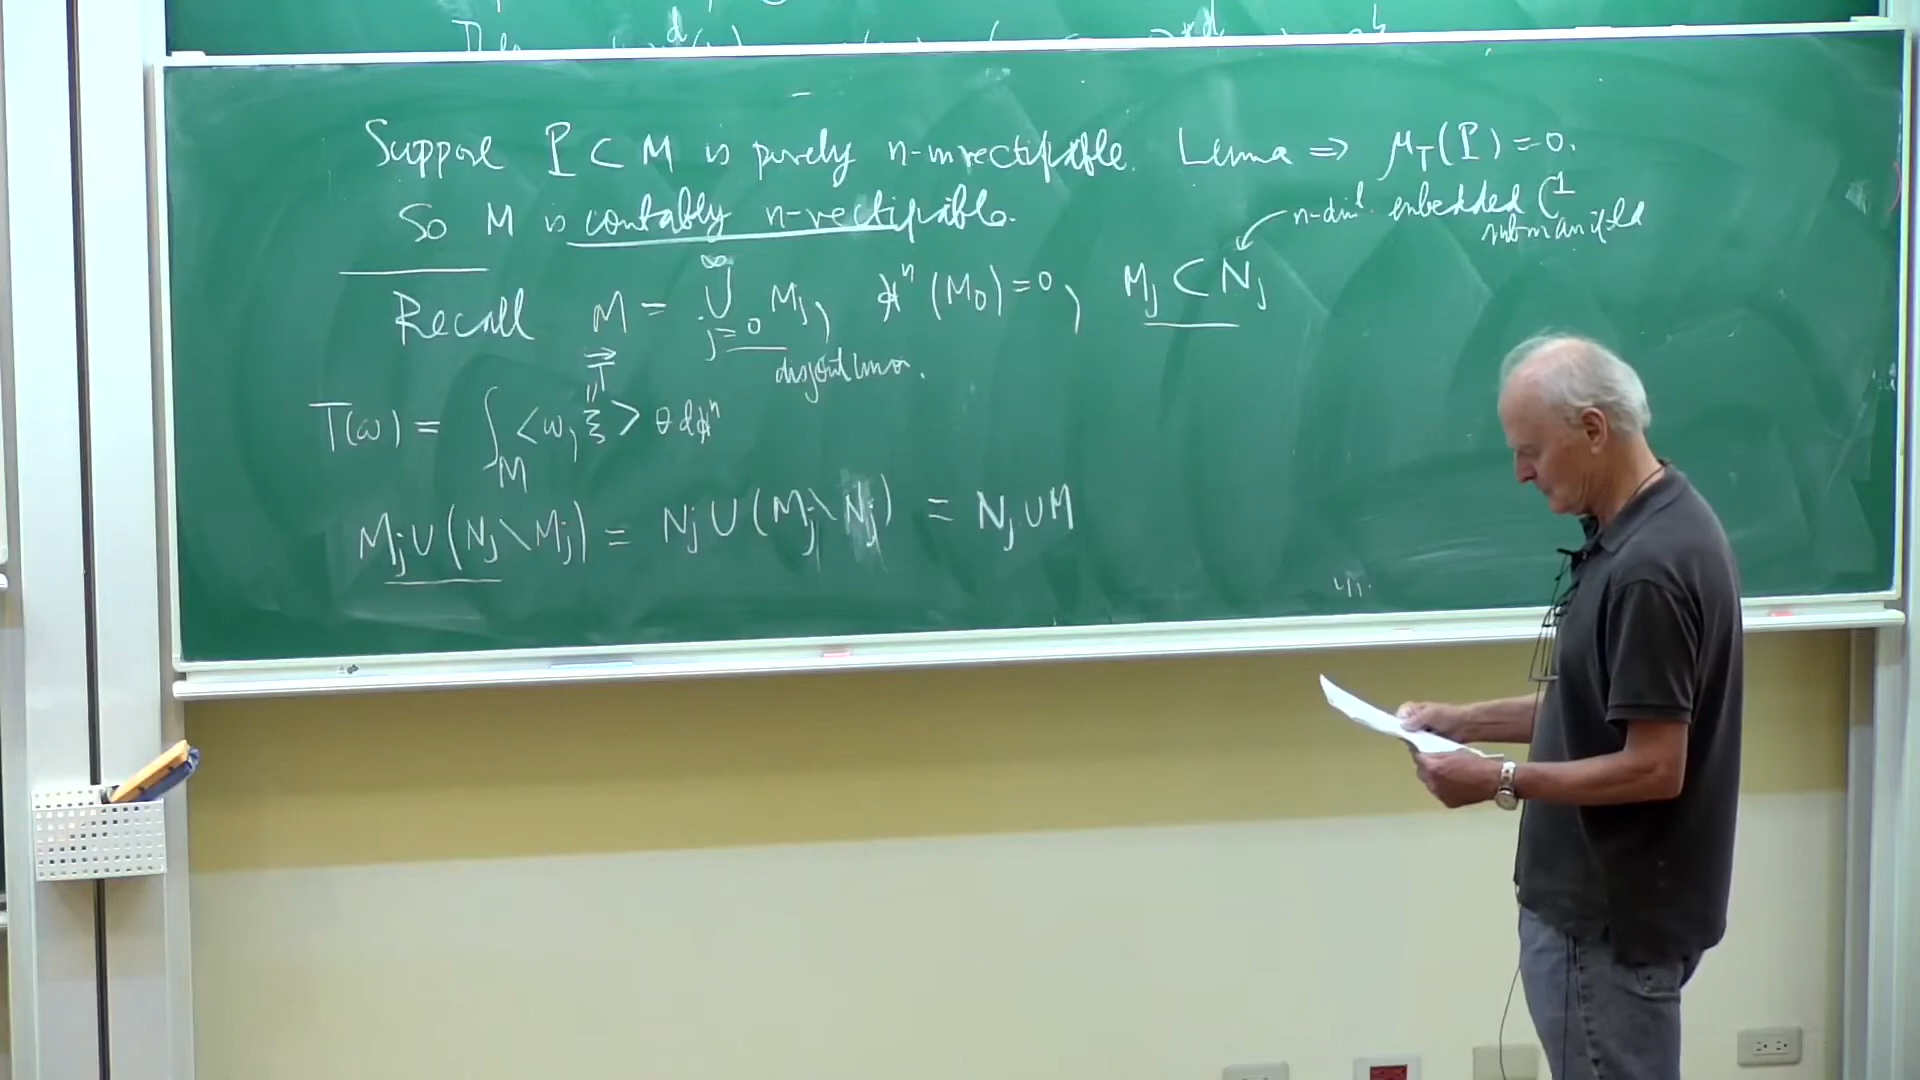 Suppose P ⊂ M is purely n-unrectifiable. Lemma ⇒ μ_T(P)=0.
So M is countably n-rectifiable.
n-dim'l embedded C^1 submanifold
Recall M = ∪_{j=0}^∞ M_j, ℋ^n(M_0)=0, M_j ⊂ N_j
disjoint union.
T⃗
"
T(ω) = ∫_M <ω, ξ> θ dℋ^n
M_j ∪ (N_j \ M_j) = N_j ∪ (M_j \ N_j) = N_j ∪ M